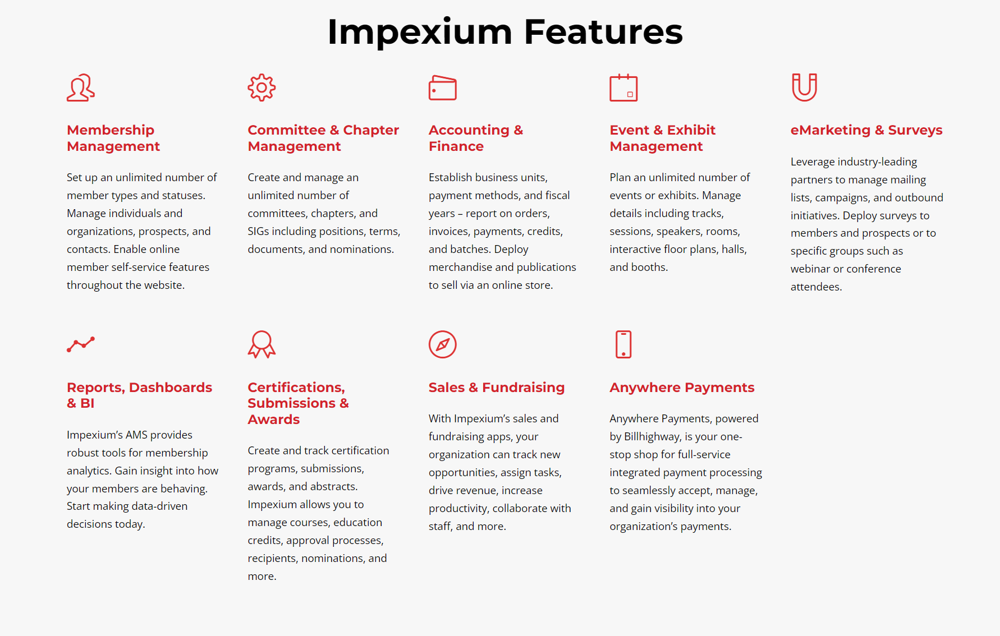 Impexium Features
Membership
Management
Set up an unlimited number of
member types and statuses.
Manage individuals and
organizations, prospects, and
contacts. Enable online
member self-service features
throughout the website.
Committee & Chapter
Management
Create and manage an
unlimited number of
committees, chapters, and
SIGs including positions, terms,
documents, and nominations.
Accounting &
Finance
Establish business units,
payment methods, and fiscal
years – report on orders,
invoices, payments, credits,
and batches. Deploy
merchandise and publications
to sell via an online store.
Event & Exhibit
Management
Plan an unlimited number of
events or exhibits. Manage
details including tracks,
sessions, speakers, rooms,
interactive floor plans, halls,
and booths.
eMarketing & Surveys
Leverage industry-leading
partners to manage mailing
lists, campaigns, and outbound
initiatives. Deploy surveys to
members and prospects or to
specific groups such as
webinar or conference
attendees.
Reports, Dashboards
& BI
Impexium’s AMS provides
robust tools for membership
analytics. Gain insight into how
your members are behaving.
Start making data-driven
decisions today.
Certifications,
Submissions &
Awards
Create and track certification
programs, submissions,
awards, and abstracts.
Impexium allows you to
manage courses, education
credits, approval processes,
recipients, nominations, and
more.
Sales & Fundraising
With Impexium’s sales and
fundraising apps, your
organization can track new
opportunities, assign tasks,
drive revenue, increase
productivity, collaborate with
staff, and more.
Anywhere Payments
Anywhere Payments, powered
by Billhighway, is your one-
stop shop for full-service
integrated payment processing
to seamlessly accept, manage,
and gain visibility into your
organization’s payments.